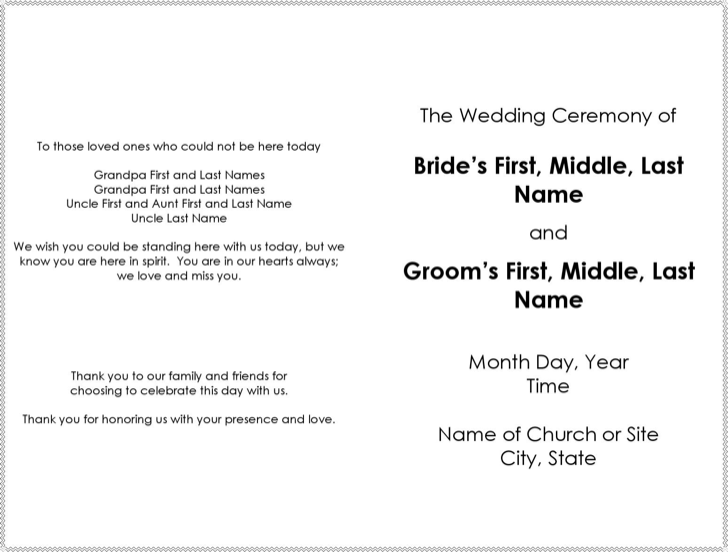 To those loved ones who could not be here today
Grandpa First and Last Names
Grandpa First and Last Names
Uncle First and Aunt First and Last Name
Uncle Last Name
We wish you could be standing here with us today, but we
know you are here in spirit.  You are in our hearts always;
we love and miss you.
Thank you to our family and friends for
choosing to celebrate this day with us.
Thank you for honoring us with your presence and love.
The Wedding Ceremony of
Bride’s First, Middle, Last
Name
and
Groom’s First, Middle, Last
Name
Month Day, Year
Time
Name of Church or Site
City, State